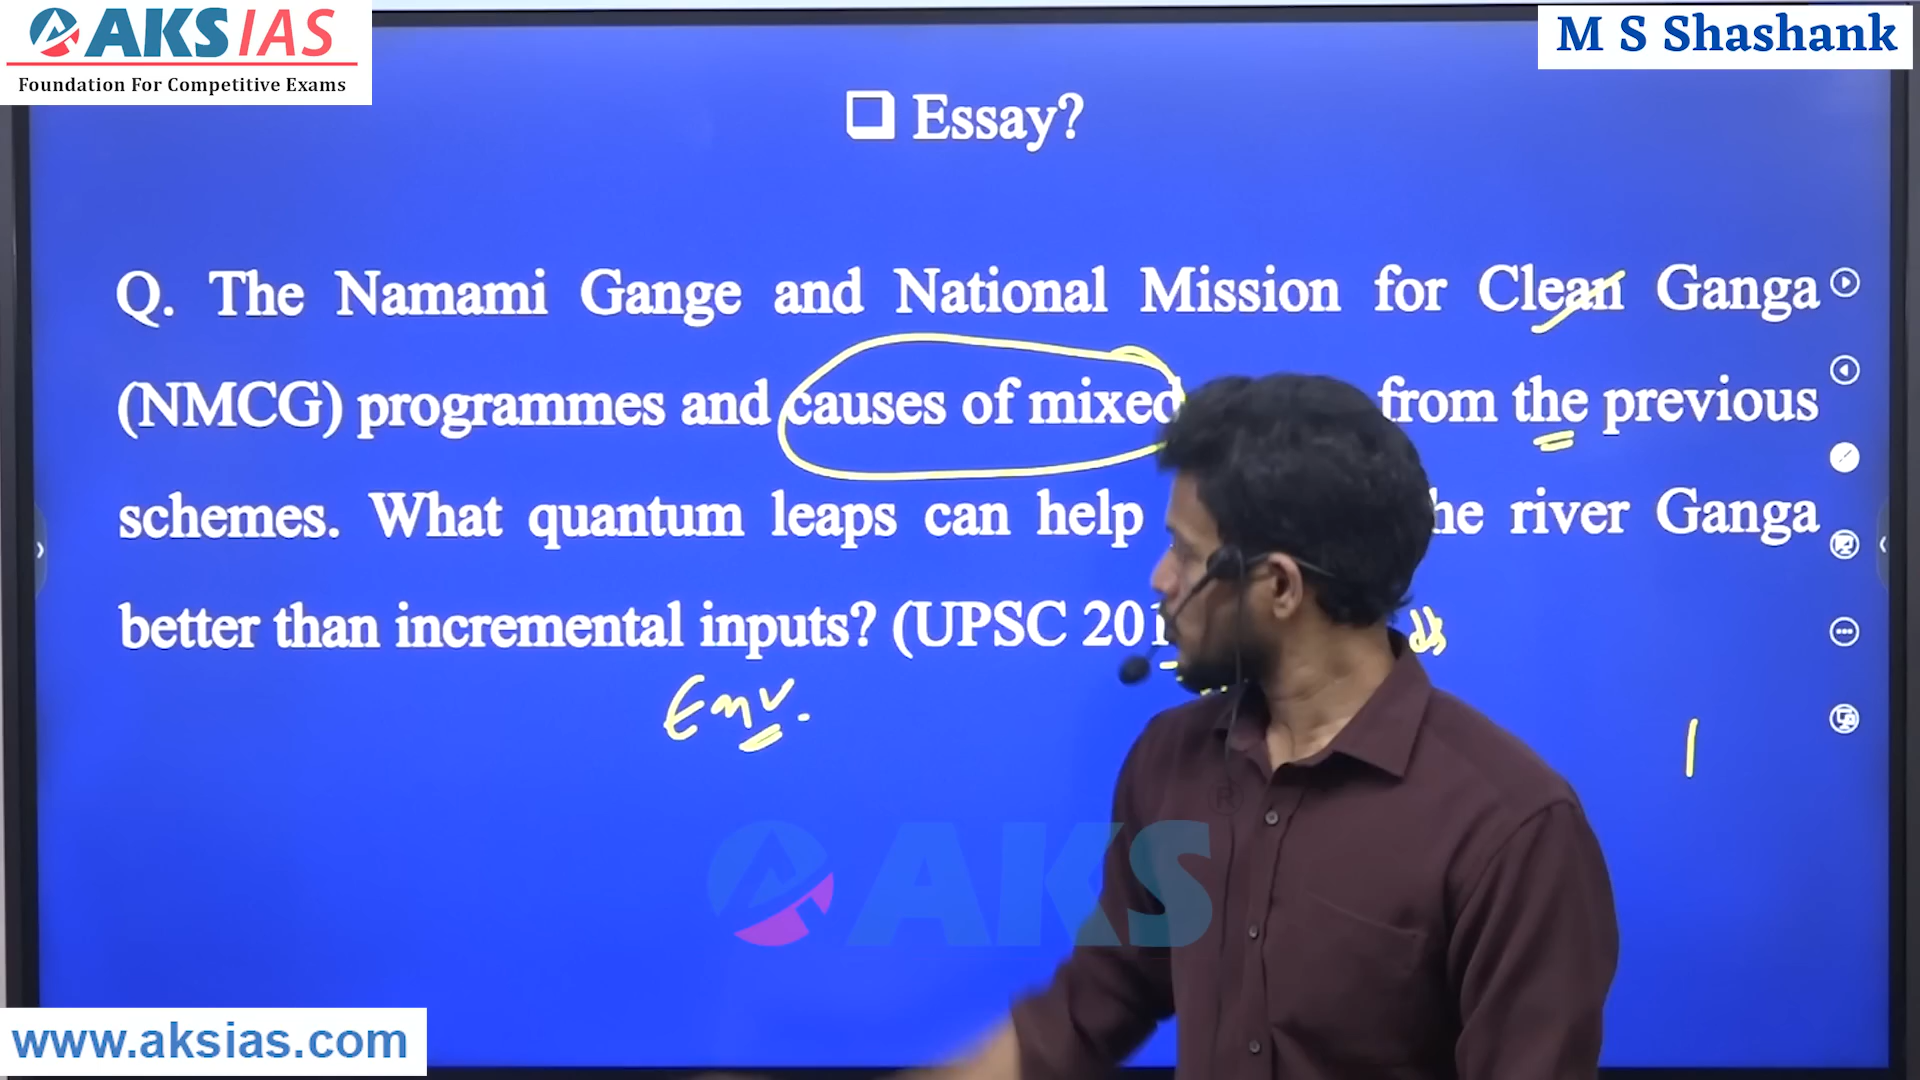 AKS IAS
Foundation For Competitive Exams
M S Shashank
Essay?
Q. The Namami Gange and National Mission for Clean Ganga
(NMCG) programmes and causes of mixed from the previous
schemes. What quantum leaps can help he river Ganga
better than incremental inputs? (UPSC 201
Env.
AKS
www.aksias.com